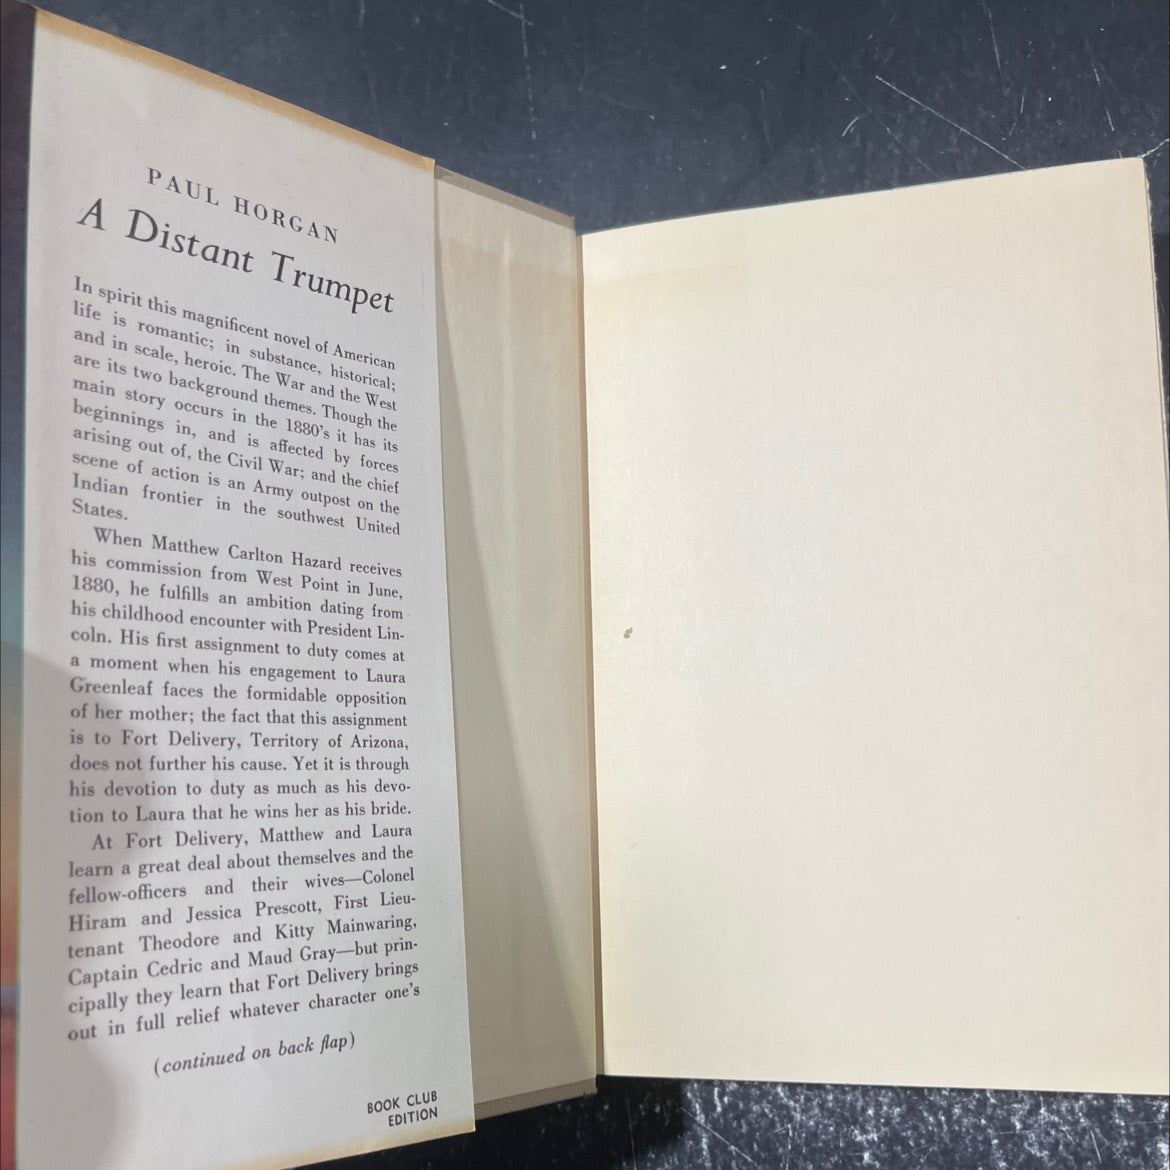 PAUL HORGAN
A Distant Trumpet
In spirit this magnificent novel of American
life is romantic; in substance, historical;
and in scale, heroic. The War and the West
are its two background themes. Though the
main story occurs in the 1880's it has its
beginnings in, and is affected by forces
arising out of, the Civil War; and the chief
scene of action is an Army outpost on the
Indian frontier in the southwest United
States.
When Matthew Carlton Hazard receives
his commission from West Point in June,
1880, he fulfills an ambition dating from
his childhood encounter with President Lin-
coln. His first assignment to duty comes at
a moment when his engagement to Laura
Greenleaf faces the formidable opposition
of her mother; the fact that this assignment
is to Fort Delivery, Territory of Arizona,
does not further his cause. Yet it is through
his devotion to duty as much as his devo-
tion to Laura that he wins her as his bride.
At Fort Delivery, Matthew and Laura
learn a great deal about themselves and the
fellow-officers and their wives—Colonel
Hiram and Jessica Prescott, First Lieu-
tenant Theodore and Kitty Mainwaring,
Captain Cedric and Maud Gray—but prin-
cipally they learn that Fort Delivery brings
out in full relief whatever character one's
(continued on back flap)
BOOK CLUB
EDITION